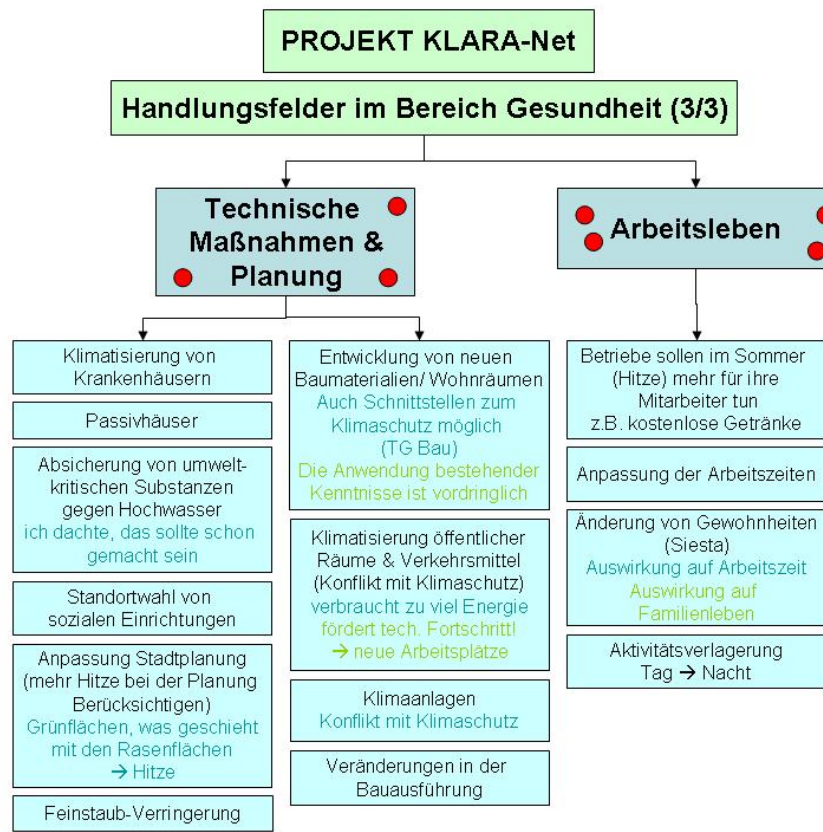 PROJEKT KLARA-Net
Handlungsfelder im Bereich Gesundheit (3/3)
Technische
Maßnahmen &
Planung
Klimatisierung von
Krankenhäusern
Passivhäuser
Absicherung von umwelt-
kritischen Substanzen
gegen Hochwasser
ich dachte, das sollte schon
gemacht sein
Standortwahl von
sozialen Einrichtungen
Anpassung Stadtplanung
(mehr Hitze bei der Planung
Berücksichtigen)
Grünflächen, was geschieht
mit den Rasenflächen
→ Hitze
Feinstaub-Verringerung
Entwicklung von neuen
Baumaterialien/ Wohnräumen
Auch Schnittstellen zum
Klimaschutz möglich
(TG Bau)
Die Anwendung bestehender
Kenntnisse ist vordringlich
Klimatisierung öffentlicher
Räume & Verkehrsmittel
(Konflikt mit Klimaschutz)
verbraucht zu viel Energie
fördert tech. Fortschritt!
→ neue Arbeitsplätze
Klimaanlagen
Konflikt mit Klimaschutz
Veränderungen in der
Bauausführung
Arbeitsleben
Betriebe sollen im Sommer
(Hitze) mehr für ihre
Mitarbeiter tun
z.B. kostenlose Getränke
Anpassung der Arbeitszeiten
Änderung von Gewohnheiten
(Siesta)
Auswirkung auf Arbeitszeit
Auswirkung auf
Familienleben
Aktivitätsverlagerung
Tag → Nacht